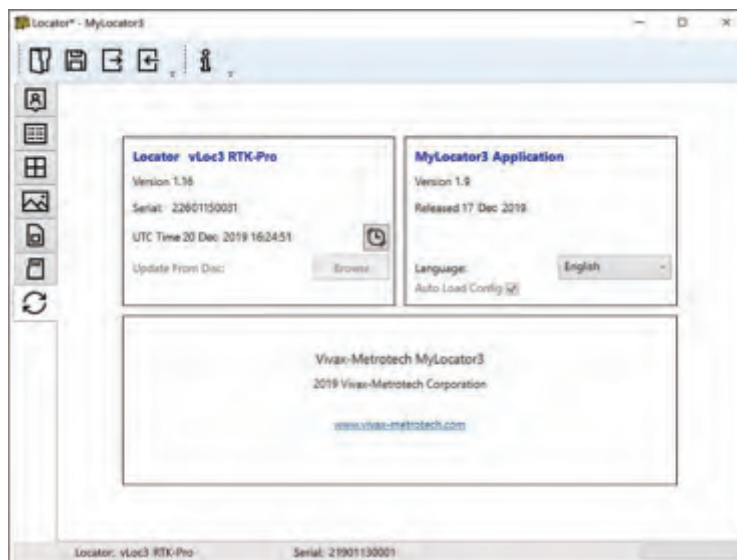 Locator* - MyLocator3
Locator vLoc3 RTK-Pro
Version 1.16
Serial: 22601150031
UTC Time 20 Dec 2019 16:24:51
Update From Disc:
Browse
MyLocator3 Application
Version 1.9
Released 17 Dec 2019
Language:
English
Auto Load Config
Vivax-Metrotech MyLocator3
2019 Vivax-Metrotech Corporation
www.vivax-metrotech.com
Locator: vLoc3 RTK-Pro
Serial: 21901130001